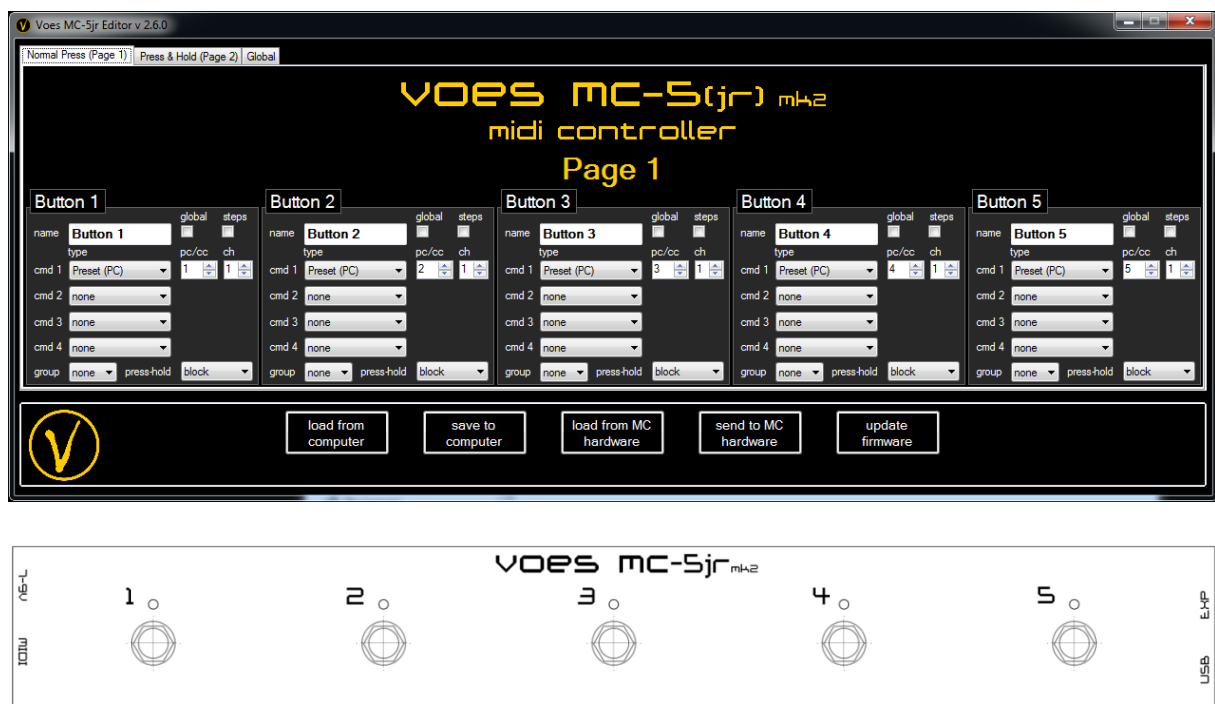 Voes MC-5jr Editor v 2.6.0
Normal Press (Page 1) Press & Hold (Page 2) Global
voes mc-5(jr) mk2
midi controller
Page 1
Button 1 Button 2 Button 3 Button 4 Button 5
global steps global steps global steps global steps global steps
name Button 1 name Button 2 name Button 3 name Button 4 name Button 5
type pc/cc ch type pc/cc ch type pc/cc ch type pc/cc ch type pc/cc ch
cmd 1 Preset (PC) 1 1 cmd 1 Preset (PC) 2 1 cmd 1 Preset (PC) 3 1 cmd 1 Preset (PC) 4 1 cmd 1 Preset (PC) 5 1
cmd 2 none cmd 2 none cmd 2 none cmd 2 none cmd 2 none
cmd 3 none cmd 3 none cmd 3 none cmd 3 none cmd 3 none
cmd 4 none cmd 4 none cmd 4 none cmd 4 none cmd 4 none
group none press-hold block group none press-hold block group none press-hold block group none press-hold block group none press-hold block
V
load from save to load from MC send to MC update
computer computer hardware hardware firmware
voes mc-5jr mk2
1 2 3 4 5
EXP
MIDI
USB